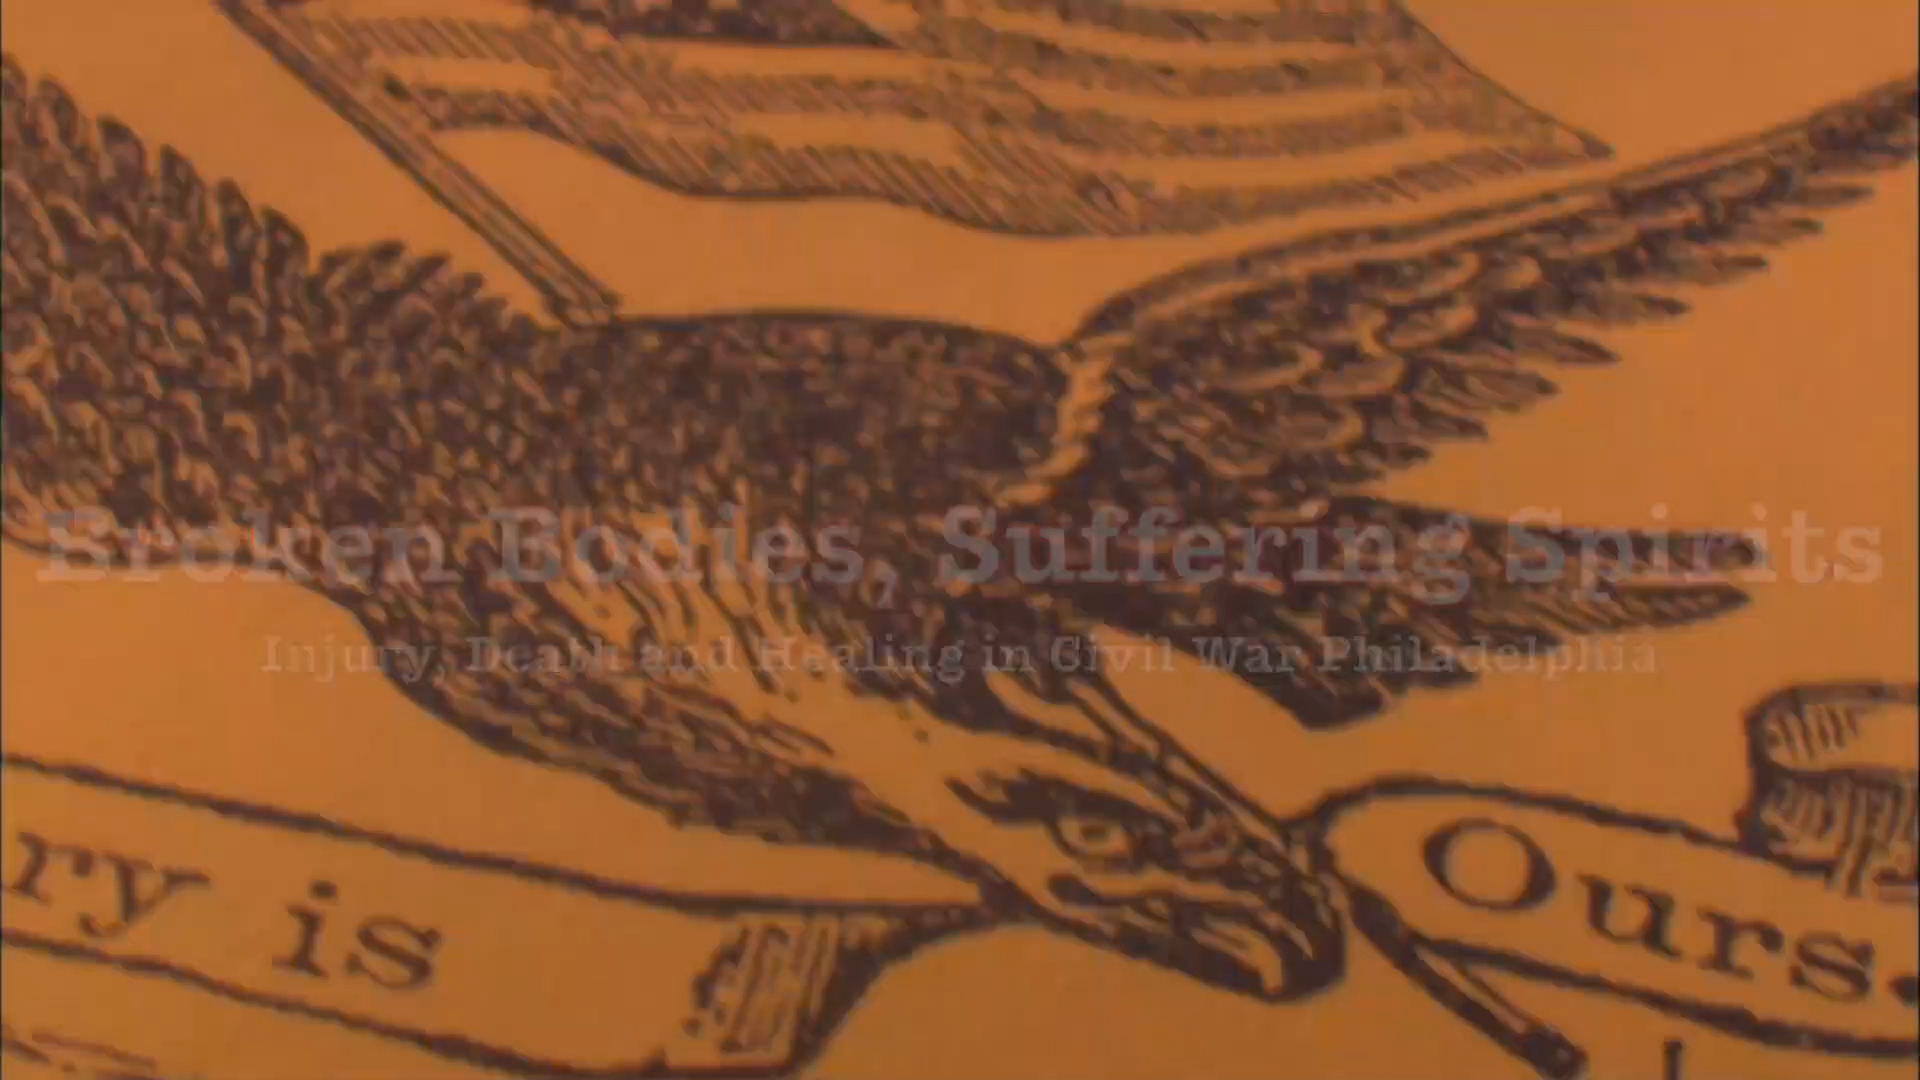 Broken Bodies, Suffering Spirits
Injury, Death and Healing in Civil War Philadelphia
ry is
Ours.